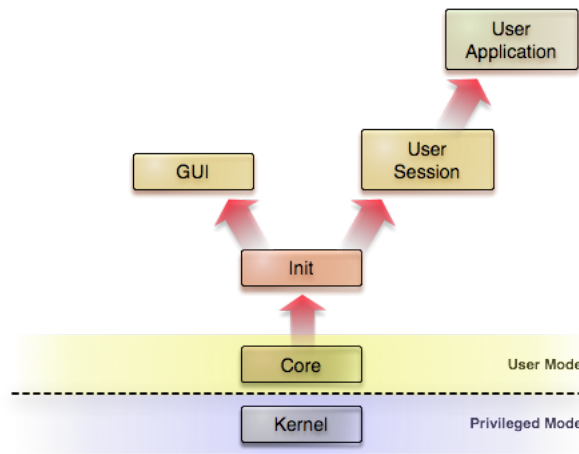 User
Application
User
Session
GUI
Init
Core
User Mode
Kernel
Privileged Mode